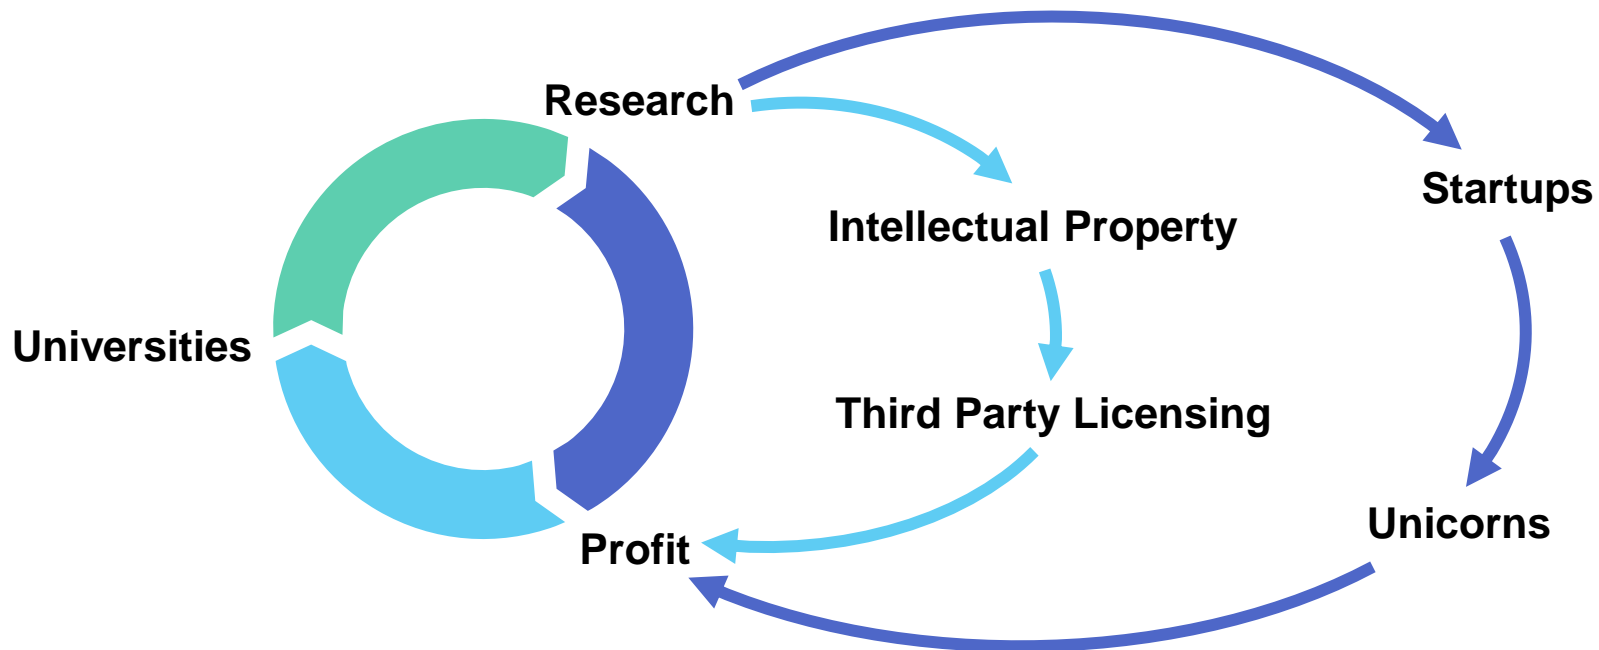 Research
Startups
Intellectual Property
Universities
Third Party Licensing
Unicorns
Profit